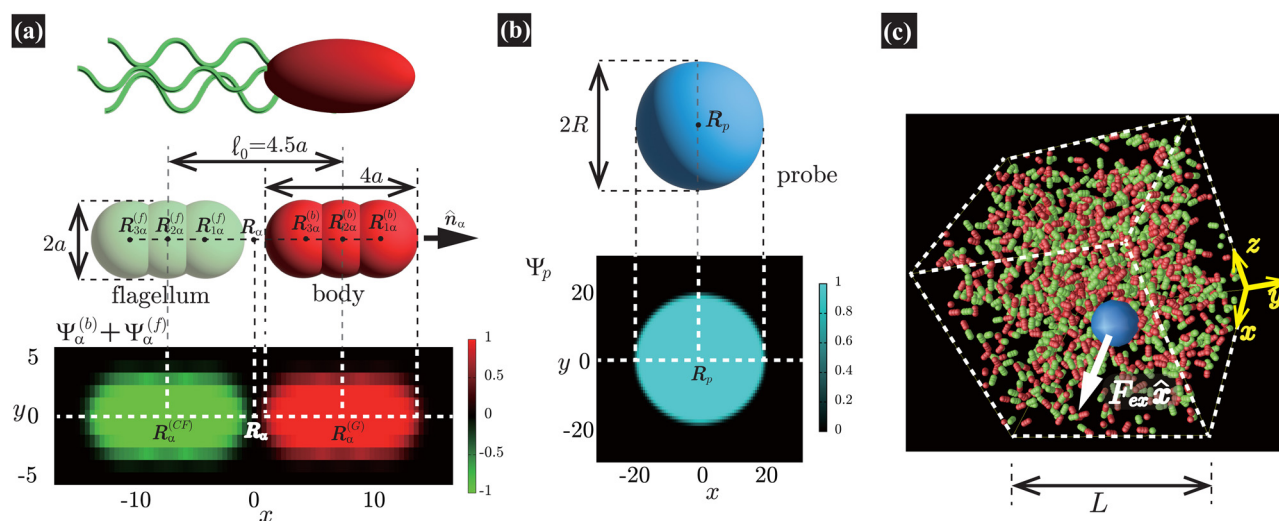 (a)
ℓ₀=4.5a
4a
2a
R₃α^(f) R₂α^(f) R₁α^(f) Rα R₃α^(b) R₂α^(b) R₁α^(b) n̂α
flagellum body
Ψα^(b)+Ψα^(f)
5
y 0
-5
Rα^(CF) Rα Rα^(G)
-10 0 10
x
1
0.5
0
-0.5
-1
(b)
2R
Rp
probe
Ψp
20
y 0
-20
Rp
-20 0 20
x
1
0.8
0.6
0.4
0.2
0
(c)
z
y
x
F_ex x̂
L